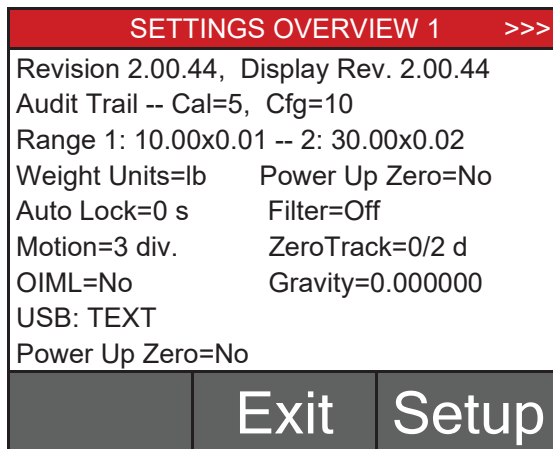 SETTINGS OVERVIEW 1 >>>
Revision 2.00.44, Display Rev. 2.00.44
Audit Trail -- Cal=5, Cfg=10
Range 1: 10.00x0.01 -- 2: 30.00x0.02
Weight Units=lb Power Up Zero=No
Auto Lock=0 s Filter=Off
Motion=3 div. ZeroTrack=0/2 d
OIML=No Gravity=0.000000
USB: TEXT
Power Up Zero=No
Exit Setup